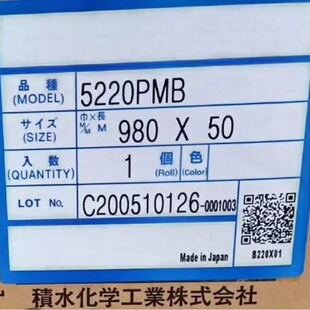 品種 (MODEL) 5220PMB
サイズ (SIZE) 巾×長 M/M M 980 X 50
入数 (QUANTITY) 1 個 (Roll) 色 (Color)
LOT No. C200510126-0001003
Made in Japan B220X01
積水化学工業株式会社